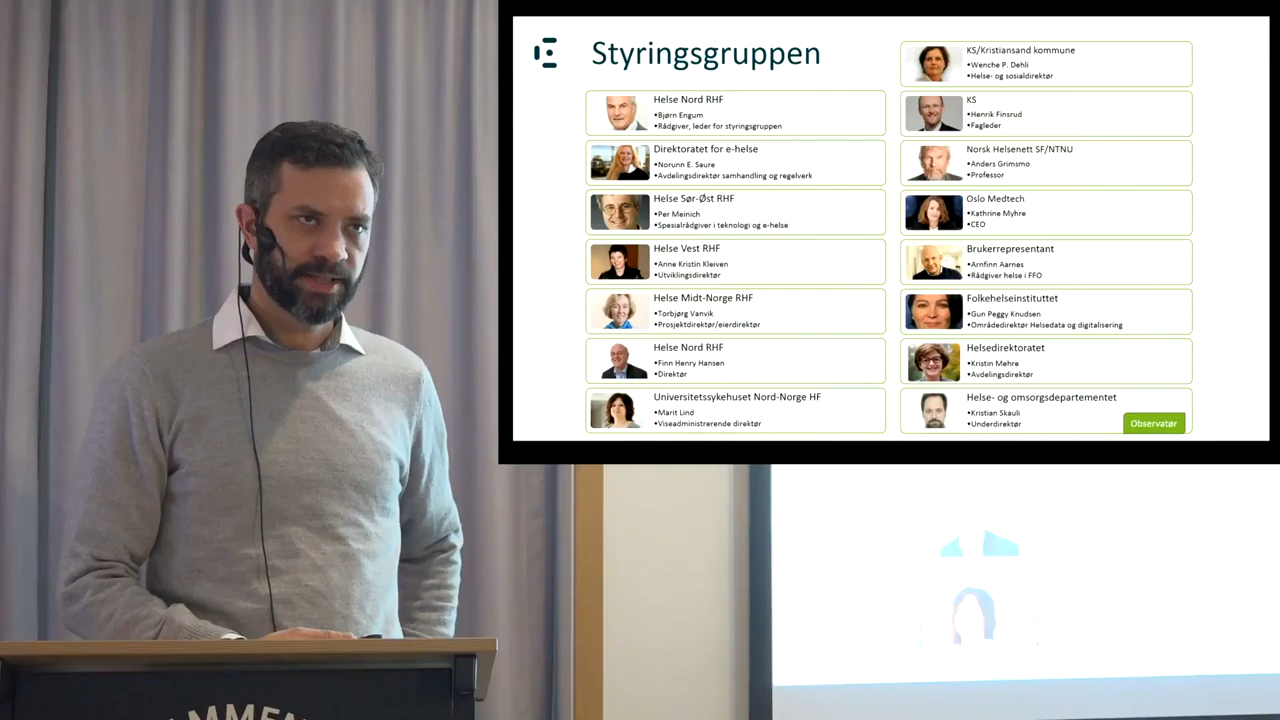 Styringsgruppen
Helse Nord RHF
•Bjørn Engum
•Rådgiver, leder for styringsgruppen
Direktoratet for e-helse
•Norunn E. Saure
•Avdelingsdirektør samhandling og regelverk
Helse Sør-Øst RHF
•Per Meinich
•Spesialrådgiver i teknologi og e-helse
Helse Vest RHF
•Anne Kristin Kleiven
•Utviklingsdirektør
Helse Midt-Norge RHF
•Torbjørg Vanvik
•Prosjektdirektør/eierdirektør
Helse Nord RHF
•Finn Henry Hansen
•Direktør
Universitetssykehuset Nord-Norge HF
•Marit Lind
•Viseadministrerende direktør
KS/Kristiansand kommune
•Wenche P. Dehli
•Helse- og sosialdirektør
KS
•Henrik Finsrud
•Fagleder
Norsk Helsenett SF/NTNU
•Anders Grimsmo
•Professor
Oslo Medtech
•Kathrine Myhre
•CEO
Brukerrepresentant
•Arnfinn Aarnes
•Rådgiver helse i FFO
Folkehelseinstituttet
•Gun Peggy Knudsen
•Områdedirektør Helsedata og digitalisering
Helsedirektoratet
•Kristin Mehre
•Avdelingsdirektør
Helse- og omsorgsdepartementet
•Kristian Skauli
•Underdirektør
Observatør